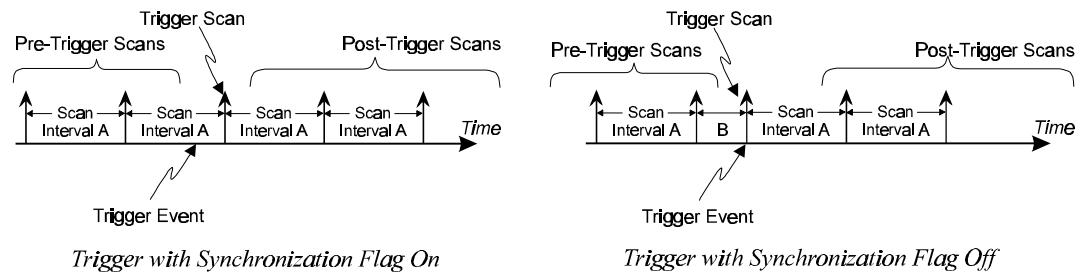 Trigger Scan
Pre-Trigger Scans
Post-Trigger Scans
Scan
Interval A
Scan
Interval A
Scan
Interval A
Scan
Interval A
Time
Trigger Event
Trigger with Synchronization Flag On
Trigger Scan
Pre-Trigger Scans
Post-Trigger Scans
Scan
Interval A
B
Scan
Interval A
Scan
Interval A
Time
Trigger Event
Trigger with Synchronization Flag Off